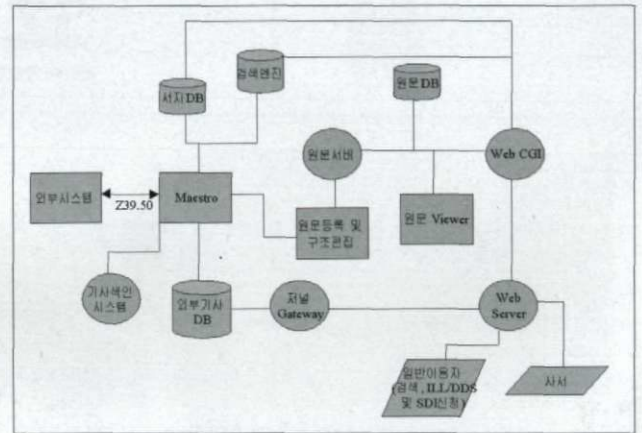 서지DB
검색엔진
원문DB
원문서버
Web CGI
외부시스템
Z39.50
Maestro
원문등록 및
구조편집
원문 Viewer
기사색인
시스템
외부기사
DB
저널
Gateway
Web
Server
일반이용자
(검색, ILL/DDS
및 SDI신청)
사서